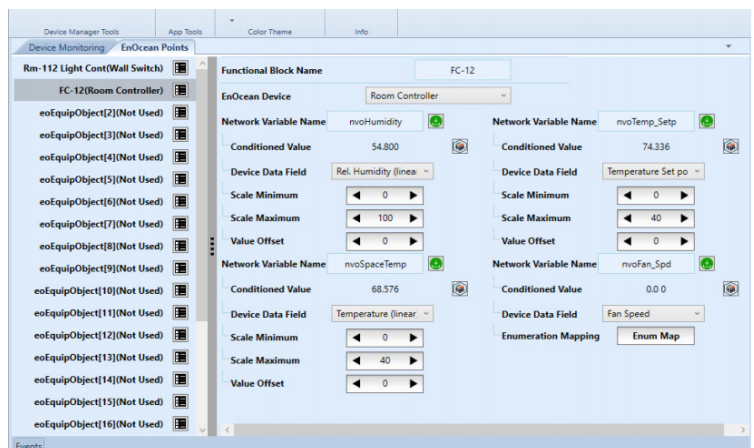 Device Manager Tools
App Tools
Color Theme
Info
Device Monitoring
EnOcean Points
Rm-112 Light Cont(Wall Switch)
FC-12(Room Controller)
eoEquipObject[2](Not Used)
eoEquipObject[3](Not Used)
eoEquipObject[4](Not Used)
eoEquipObject[5](Not Used)
eoEquipObject[6](Not Used)
eoEquipObject[7](Not Used)
eoEquipObject[8](Not Used)
eoEquipObject[9](Not Used)
eoEquipObject[10](Not Used)
eoEquipObject[11](Not Used)
eoEquipObject[12](Not Used)
eoEquipObject[13](Not Used)
eoEquipObject[14](Not Used)
eoEquipObject[15](Not Used)
eoEquipObject[16](Not Used)
Functional Block Name FC-12
EnOcean Device Room Controller
Network Variable Name nvoHumidity
Conditioned Value 54.800
Device Data Field Rel. Humidity (linea
Scale Minimum 0
Scale Maximum 100
Value Offset 0
Network Variable Name nvoTemp_Setp
Conditioned Value 74.336
Device Data Field Temperature Set po
Scale Minimum 0
Scale Maximum 40
Value Offset 0
Network Variable Name nvoSpaceTemp
Conditioned Value 68.576
Device Data Field Temperature (linear
Scale Minimum 0
Scale Maximum 40
Value Offset 0
Network Variable Name nvoFan_Spd
Conditioned Value 0.0 0
Device Data Field Fan Speed
Enumeration Mapping Enum Map
Events